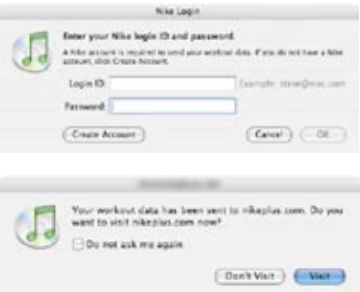 Nike Login
Enter your Nike login ID and password.
A Nike account is required to send your workout data. If you do not have a Nike
account, click Create Account.
Login ID:
Example: steve@mac.com
Password:
Create Account
Cancel
OK
Your workout data has been sent to nikeplus.com. Do you
want to visit nikeplus.com now?
Do not ask me again
Don't Visit
Visit